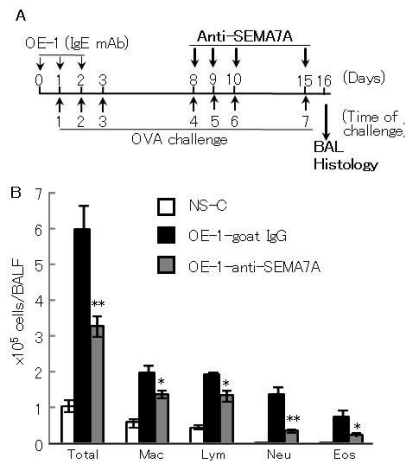 A
OE-1 (IgE mAb)
Anti-SEMA7A
0 1 2 3 8 9 10 15 16 (Days)
1 2 3 4 5 6 7 (Time of challenge)
OVA challenge
BAL
Histology
B
NS-C
OE-1-goat IgG
OE-1-anti-SEMA7A
×10⁵ cells/BALF
7
6
5
4
3
2
1
0
**
*
*
**
*
Total Mac Lym Neu Eos